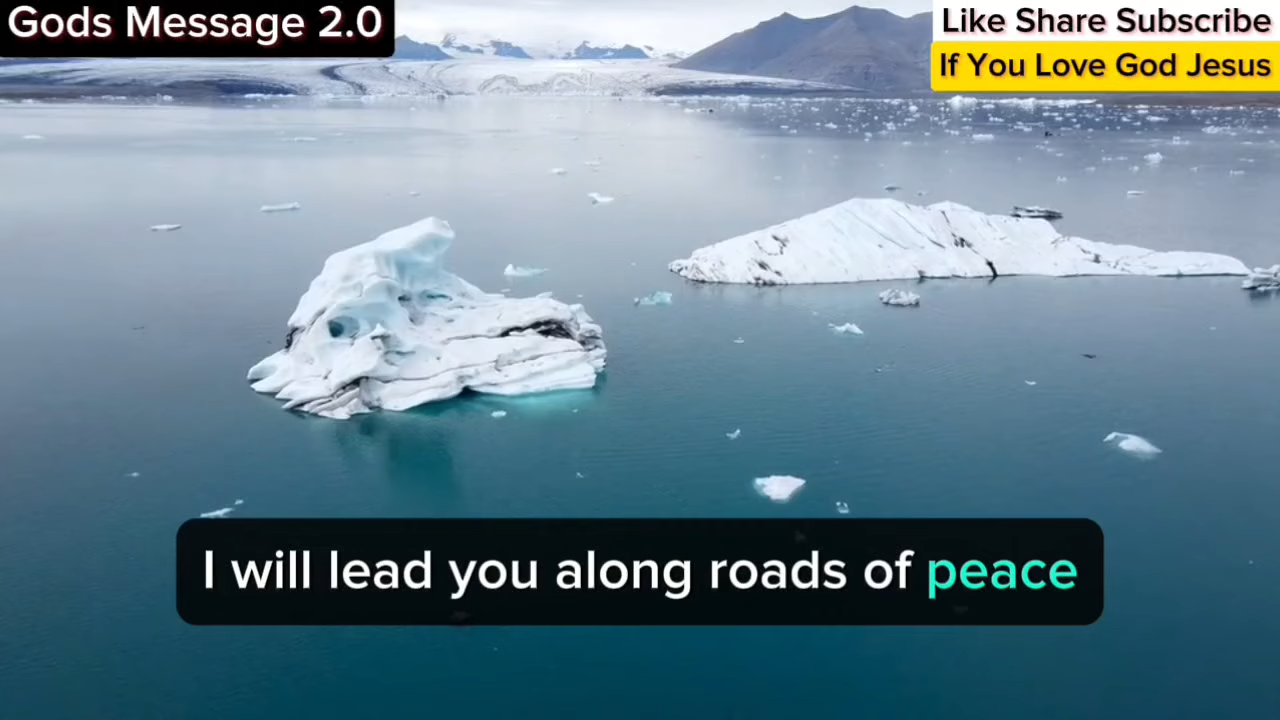 Gods Message 2.0
Like Share Subscribe
If You Love God Jesus
I will lead you along roads of peace